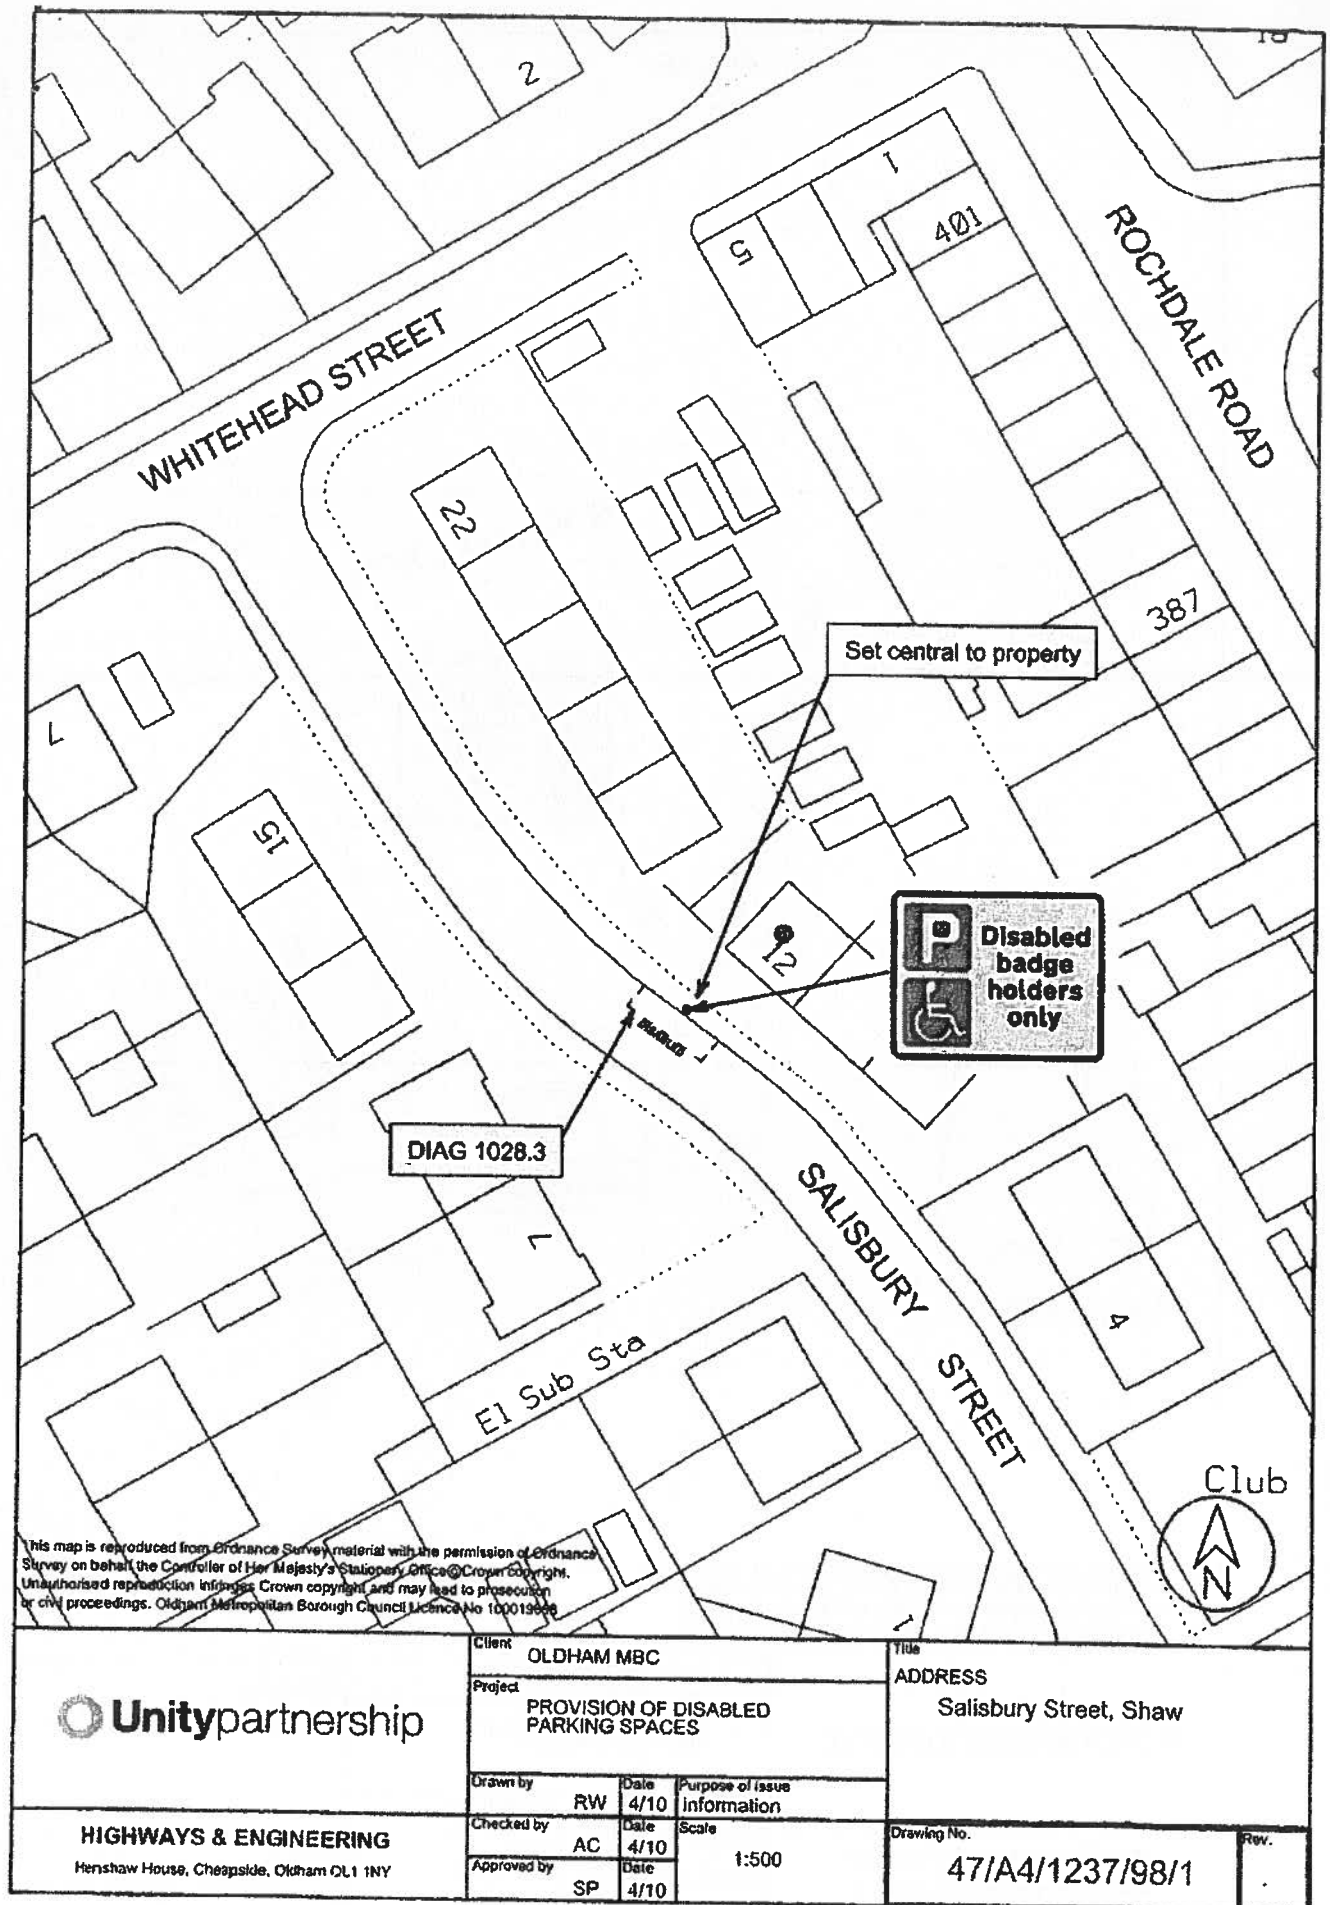 2
1
5
401
ROCHDALE ROAD
WHITEHEAD STREET
22
387
Set central to property
7
15
12
P
Disabled
badge
holders
only
DIAG 1028.3
7
SALISBURY STREET
4
El Sub Sta
Club
N
1
This map is reproduced from Ordnance Survey material with the permission of Ordnance
Survey on behalf the Controller of Her Majesty's Stationery Office©Crown copyright.
Unauthorised reproduction infringes Crown copyright and may lead to prosecution
or civil proceedings. Oldham Metropolitan Borough Council Licence No
Unitypartnership
HIGHWAYS & ENGINEERING
Henshaw House, Cheapside, Oldham OL1 1NY
Client
OLDHAM MBC
Project
PROVISION OF DISABLED
PARKING SPACES
Drawn by
RW
Date
4/10
Purpose of issue
Information
Checked by
AC
Date
4/10
Scale
1:500
Approved by
SP
Date
4/10
Title
ADDRESS
Salisbury Street, Shaw
Drawing No.
47/A4/1237/98/1
Rev.